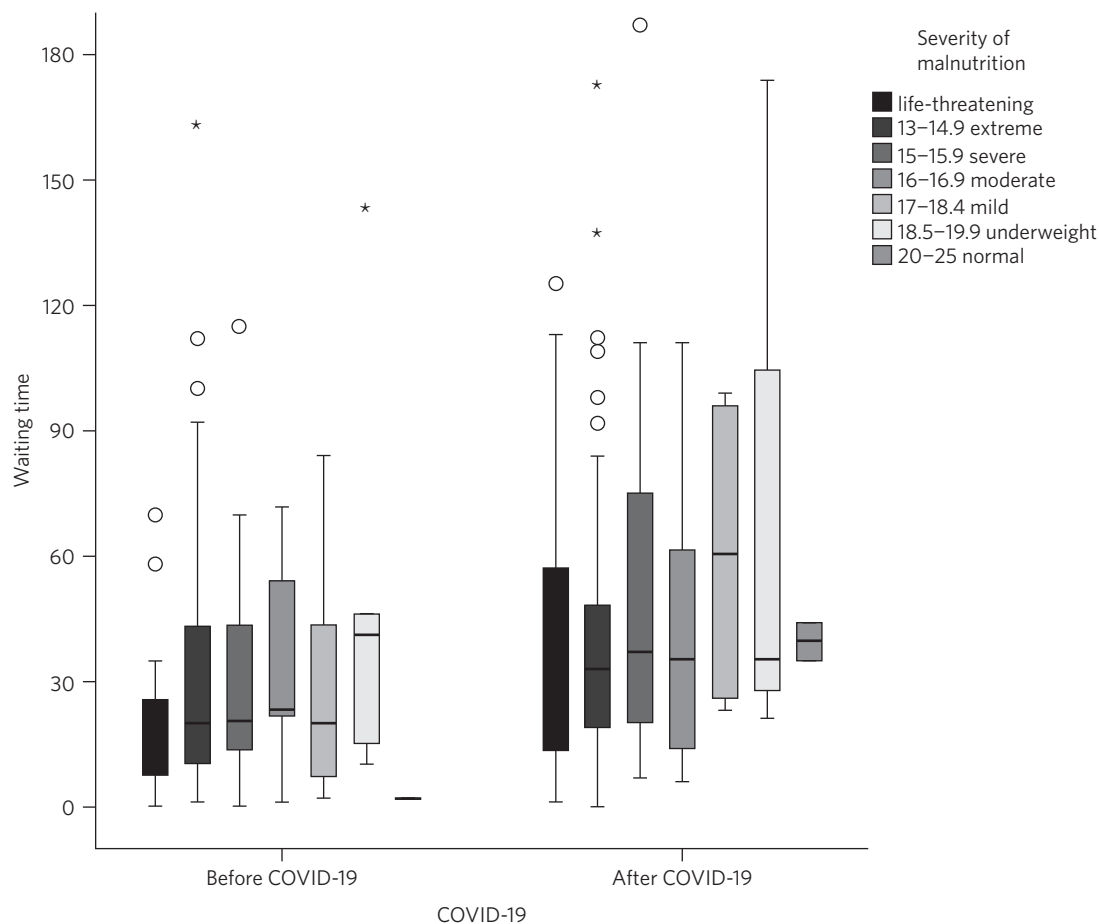 Severity of
malnutrition
life-threatening
13–14.9 extreme
15–15.9 severe
16–16.9 moderate
17–18.4 mild
18.5–19.9 underweight
20–25 normal
Waiting time
180
150
120
90
60
30
0
Before COVID-19
After COVID-19
COVID-19